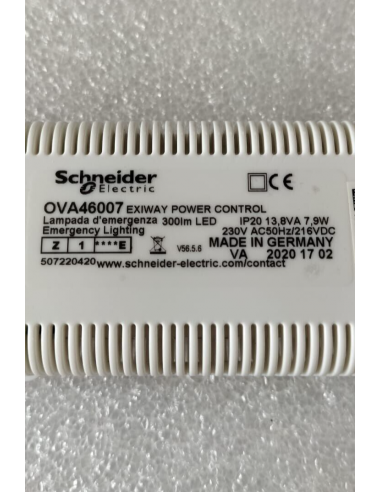 Schneider
Electric
CE
OVA46007 EXIWAY POWER CONTROL
Lampada d'emergenza 300lm LED IP20 13,8VA 7,9W
Emergency Lighting 230V AC50Hz/216VDC
Z 1 ****E V56.5.6 MADE IN GERMANY
VA 2020 17 02
507220420 www.schneider-electric.com/contact